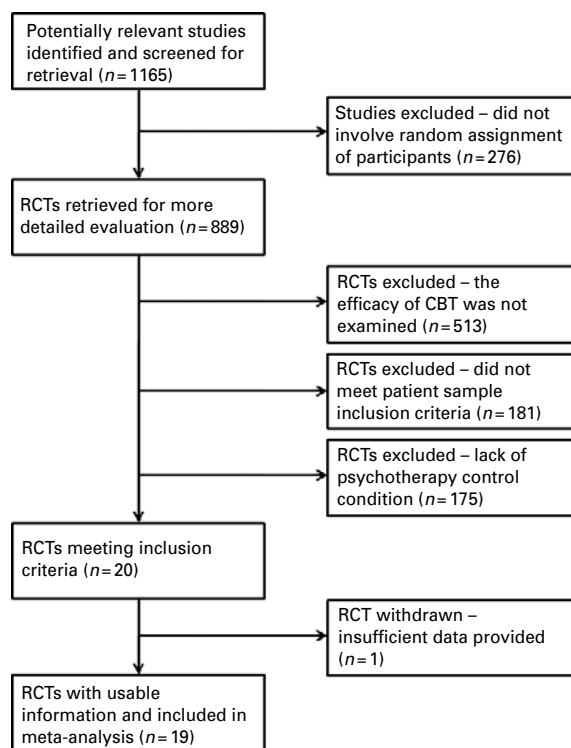 Potentially relevant studies
identified and screened for
retrieval (n=1165)
Studies excluded – did not
involve random assignment
of participants (n=276)
RCTs retrieved for more
detailed evaluation (n=889)
RCTs excluded – the
efficacy of CBT was not
examined (n=513)
RCTs excluded – did not
meet patient sample
inclusion criteria (n=181)
RCTs excluded – lack of
psychotherapy control
condition (n=175)
RCTs meeting inclusion
criteria (n=20)
RCT withdrawn –
insufficient data provided
(n=1)
RCTs with usable
information and included in
meta-analysis (n=19)